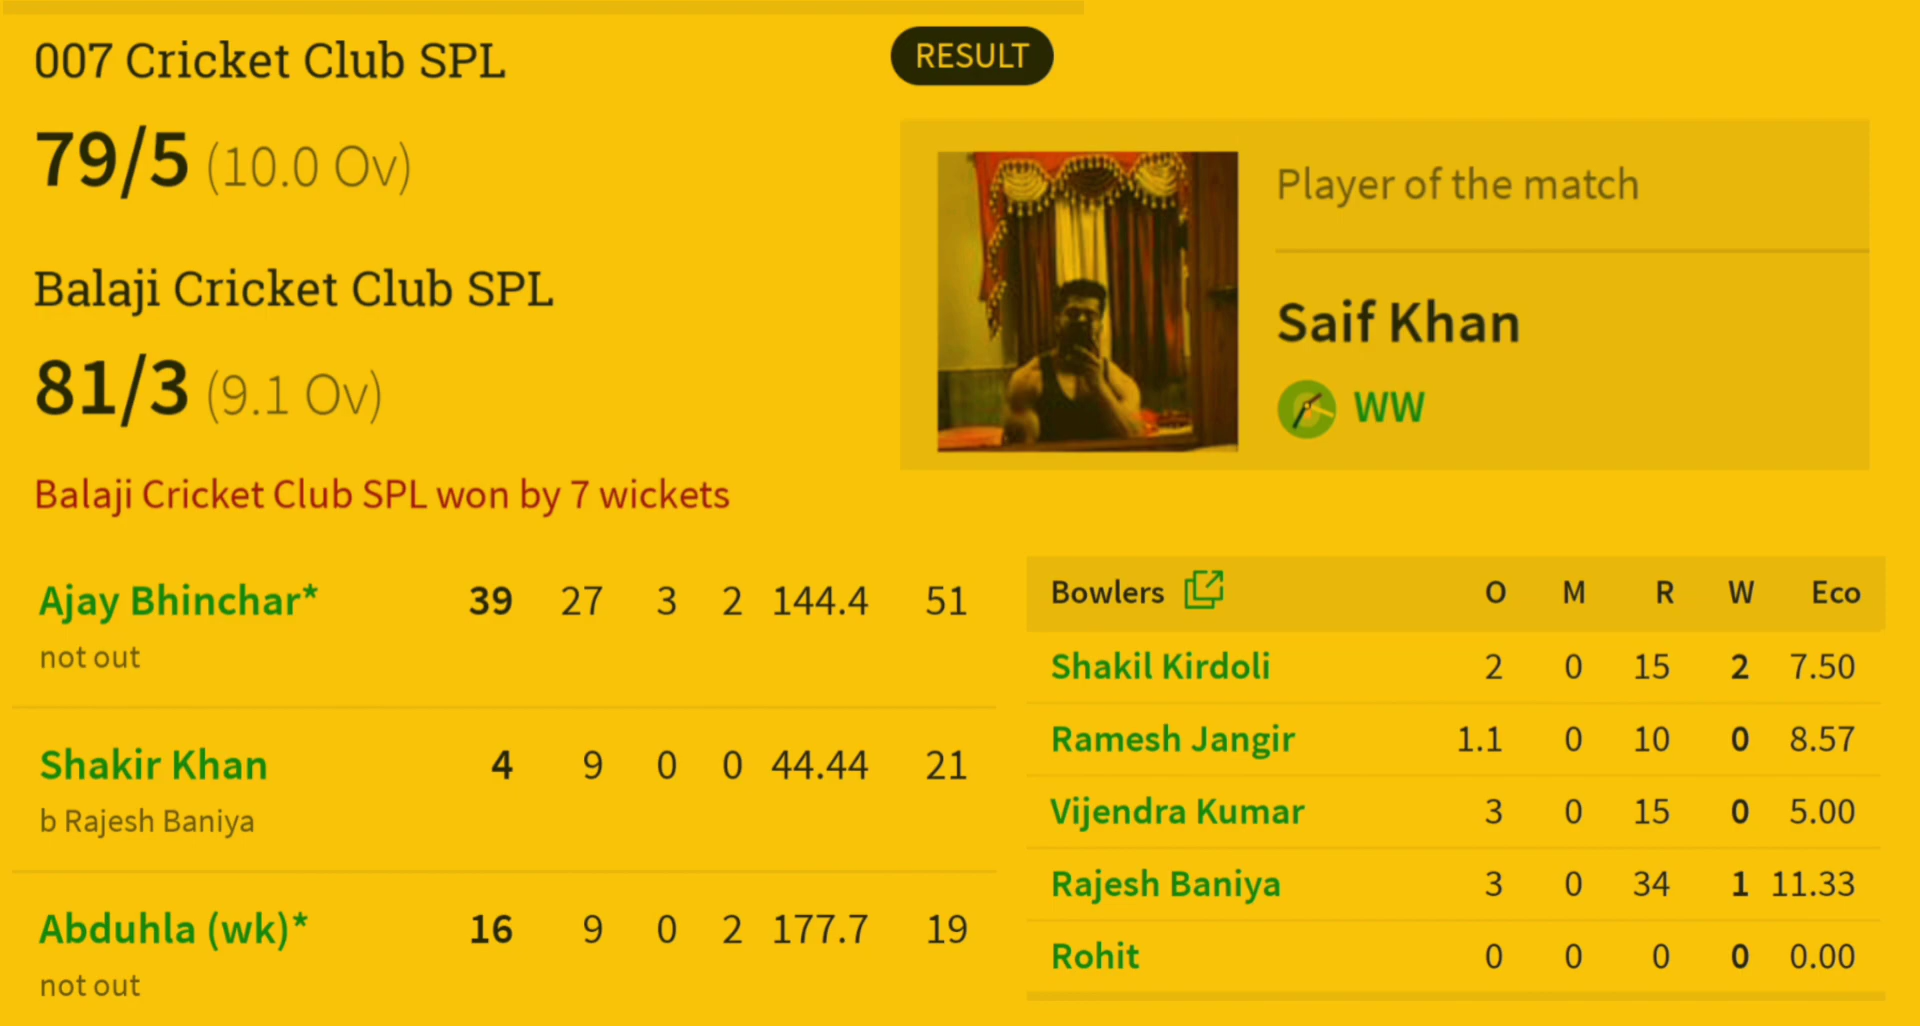 007 Cricket Club SPL
RESULT
79/5 (10.0 Ov)
Balaji Cricket Club SPL
81/3 (9.1 Ov)
Balaji Cricket Club SPL won by 7 wickets
Player of the match
Saif Khan
WW
Ajay Bhinchar* 39 27 3 2 144.4 51
not out
Shakir Khan 4 9 0 0 44.44 21
b Rajesh Baniya
Abduhla (wk)* 16 9 0 2 177.7 19
not out
Bowlers O M R W Eco
Shakil Kirdoli 2 0 15 2 7.50
Ramesh Jangir 1.1 0 10 0 8.57
Vijendra Kumar 3 0 15 0 5.00
Rajesh Baniya 3 0 34 1 11.33
Rohit 0 0 0 0 0.00